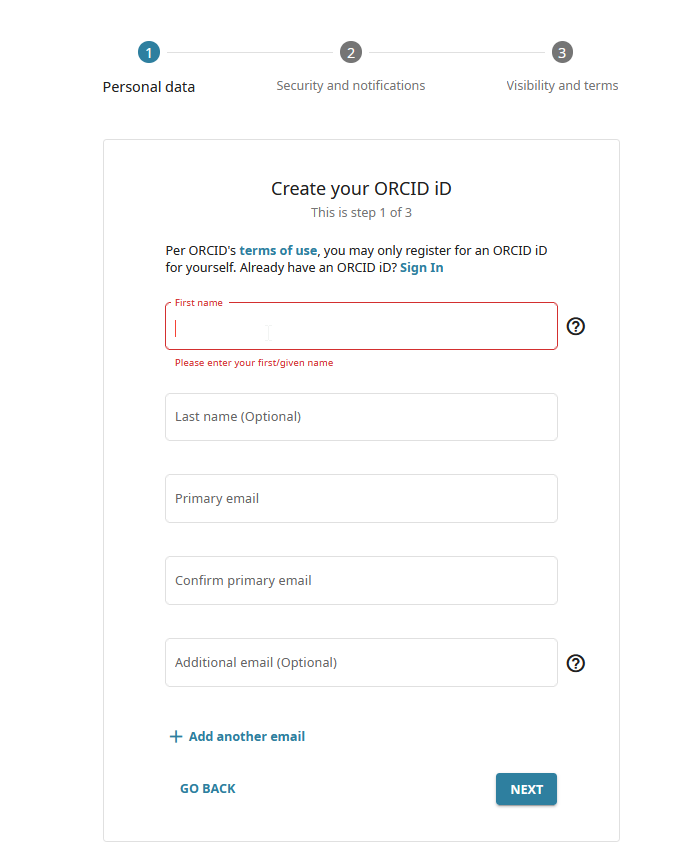 1
2
3
Personal data
Security and notifications
Visibility and terms
Create your ORCID iD
This is step 1 of 3
Per ORCID's terms of use, you may only register for an ORCID iD
for yourself. Already have an ORCID iD? Sign In
First name
?
Please enter your first/given name
Last name (Optional)
Primary email
Confirm primary email
Additional email (Optional)
?
+ Add another email
GO BACK
NEXT